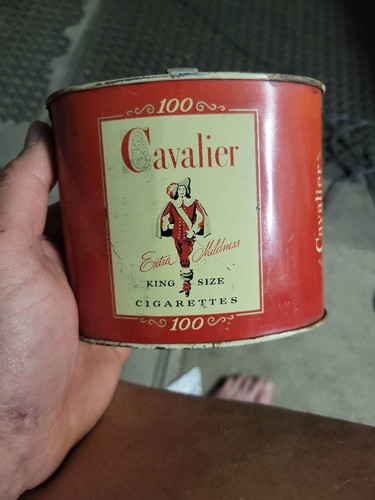 100
Cavalier
Extra Mildness
KING SIZE
CIGARETTES
100
Cavalier